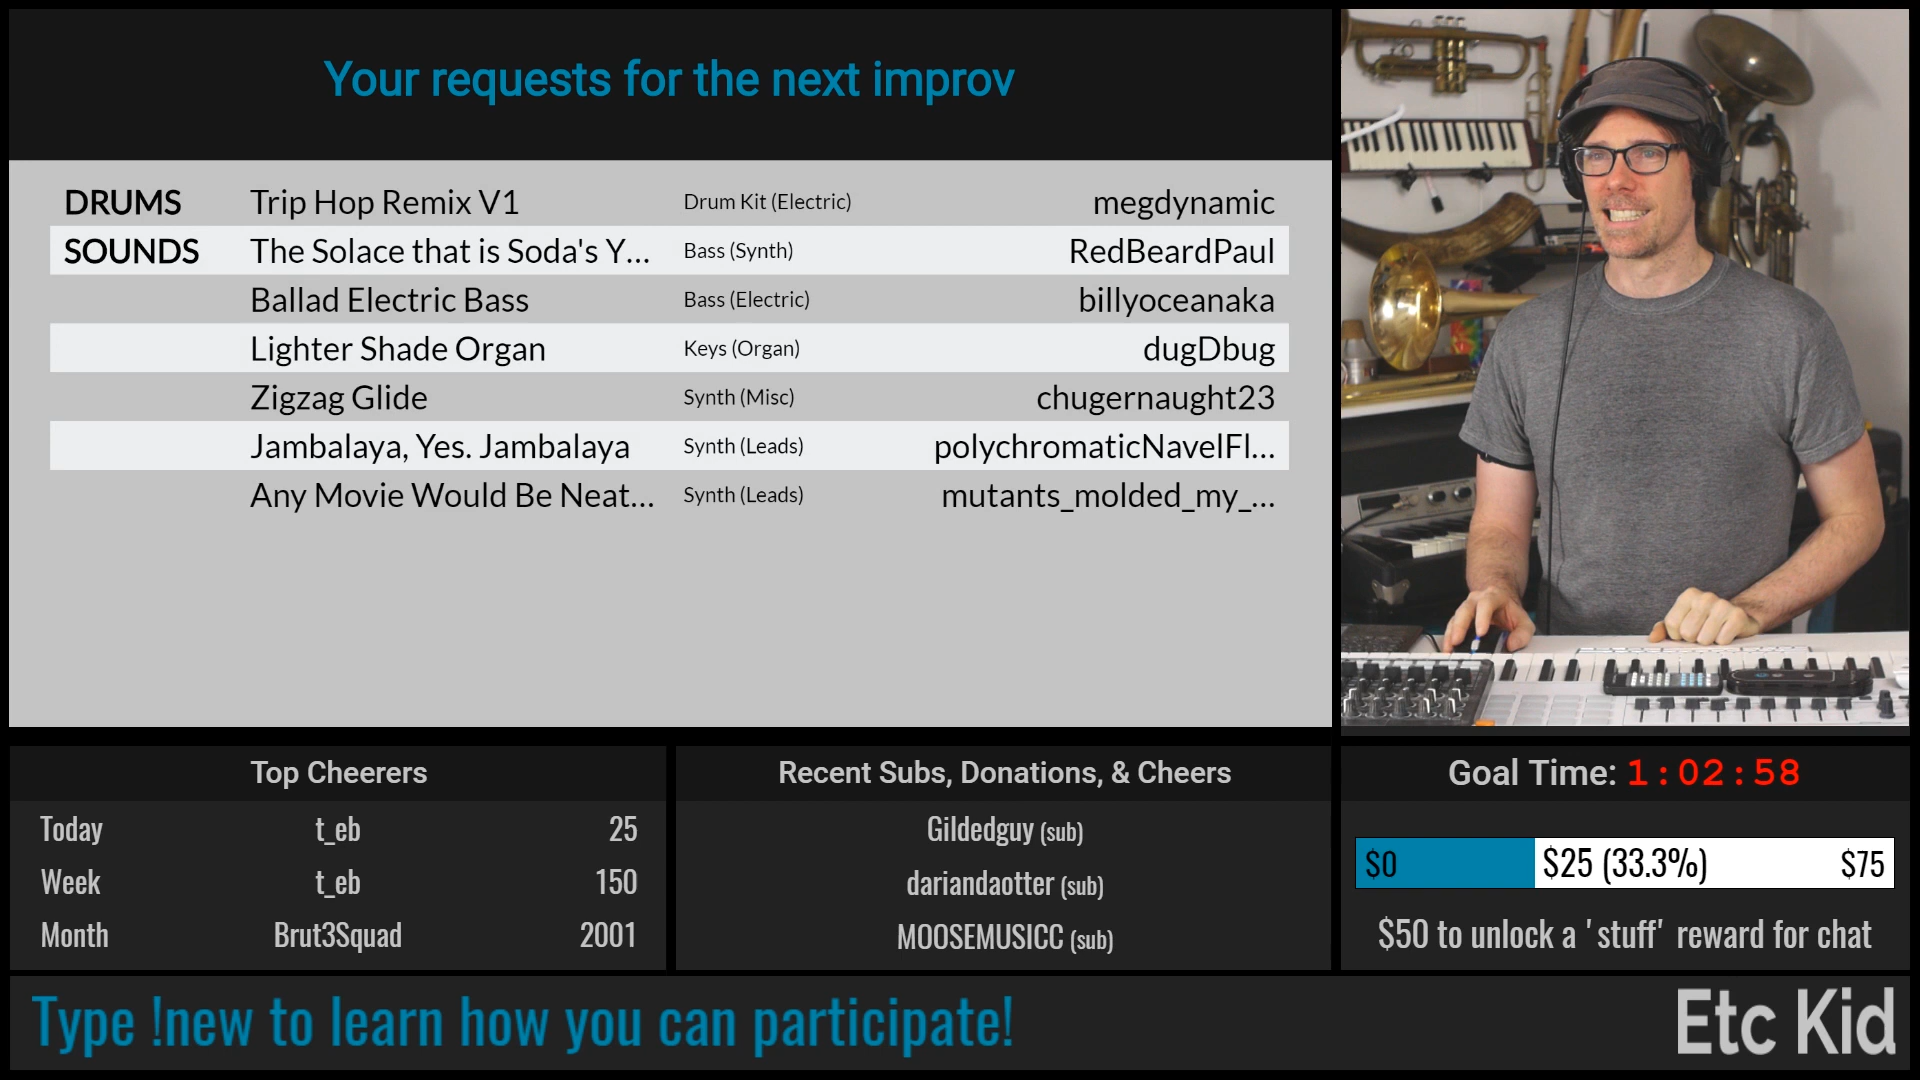 Your requests for the next improv
DRUMS Trip Hop Remix V1 Drum Kit (Electric) megdynamic
SOUNDS The Solace that is Soda's Y... Bass (Synth) RedBeardPaul
Ballad Electric Bass Bass (Electric) billyoceanaka
Lighter Shade Organ Keys (Organ) dugDbug
Zigzag Glide Synth (Misc) chugernaught23
Jambalaya, Yes. Jambalaya Synth (Leads) polychromaticNavelFl...
Any Movie Would Be Neat... Synth (Leads) mutants_molded_my_...
Top Cheerers
Today t_eb 25
Week t_eb 150
Month Brut3Squad 2001
Recent Subs, Donations, & Cheers
Gildedguy (sub)
dariandaotter (sub)
MOOSEMUSICC (sub)
Goal Time: 1:02:58
$0 $25 (33.3%) $75
$50 to unlock a 'stuff' reward for chat
Type !new to learn how you can participate!
Etc Kid